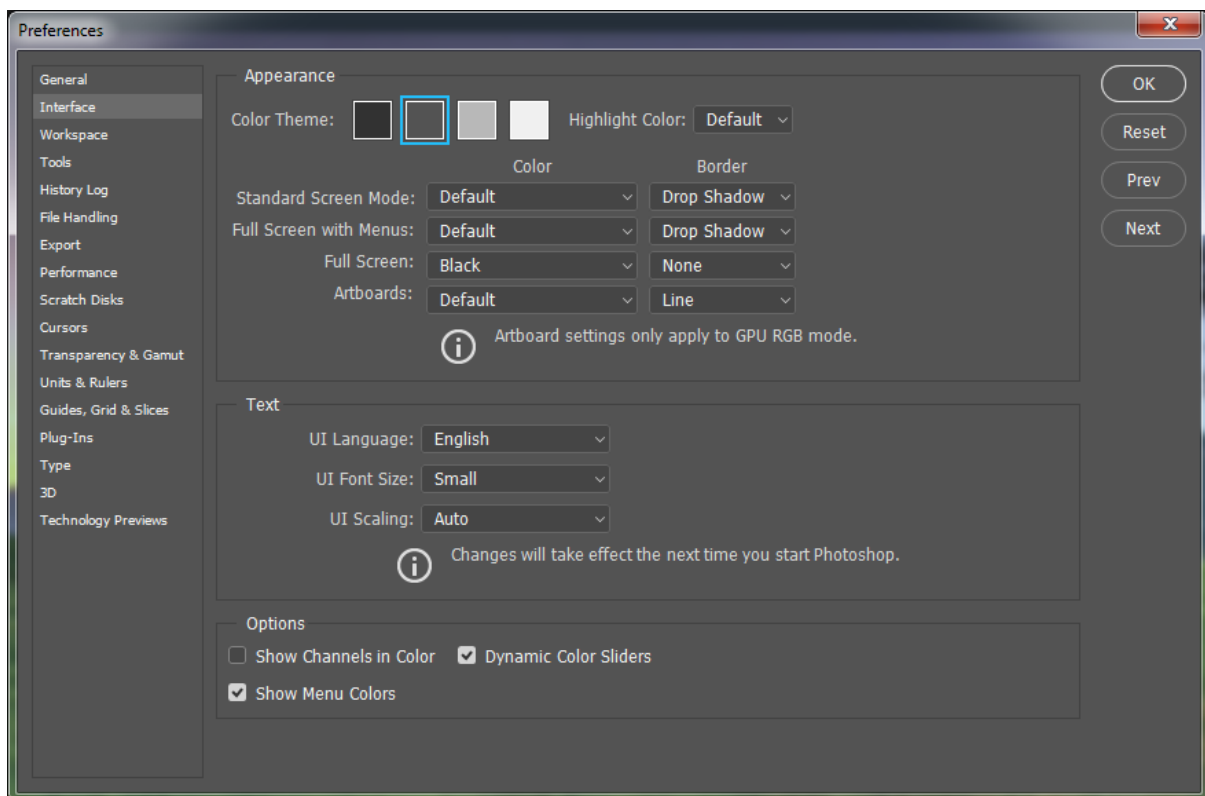 Preferences
General
Interface
Workspace
Tools
History Log
File Handling
Export
Performance
Scratch Disks
Cursors
Transparency & Gamut
Units & Rulers
Guides, Grid & Slices
Plug-Ins
Type
3D
Technology Previews
Appearance
Color Theme:
Highlight Color: Default
Color Border
Standard Screen Mode: Default Drop Shadow
Full Screen with Menus: Default Drop Shadow
Full Screen: Black None
Artboards: Default Line
Artboard settings only apply to GPU RGB mode.
Text
UI Language: English
UI Font Size: Small
UI Scaling: Auto
Changes will take effect the next time you start Photoshop.
Options
Show Channels in Color Dynamic Color Sliders
Show Menu Colors
OK
Reset
Prev
Next